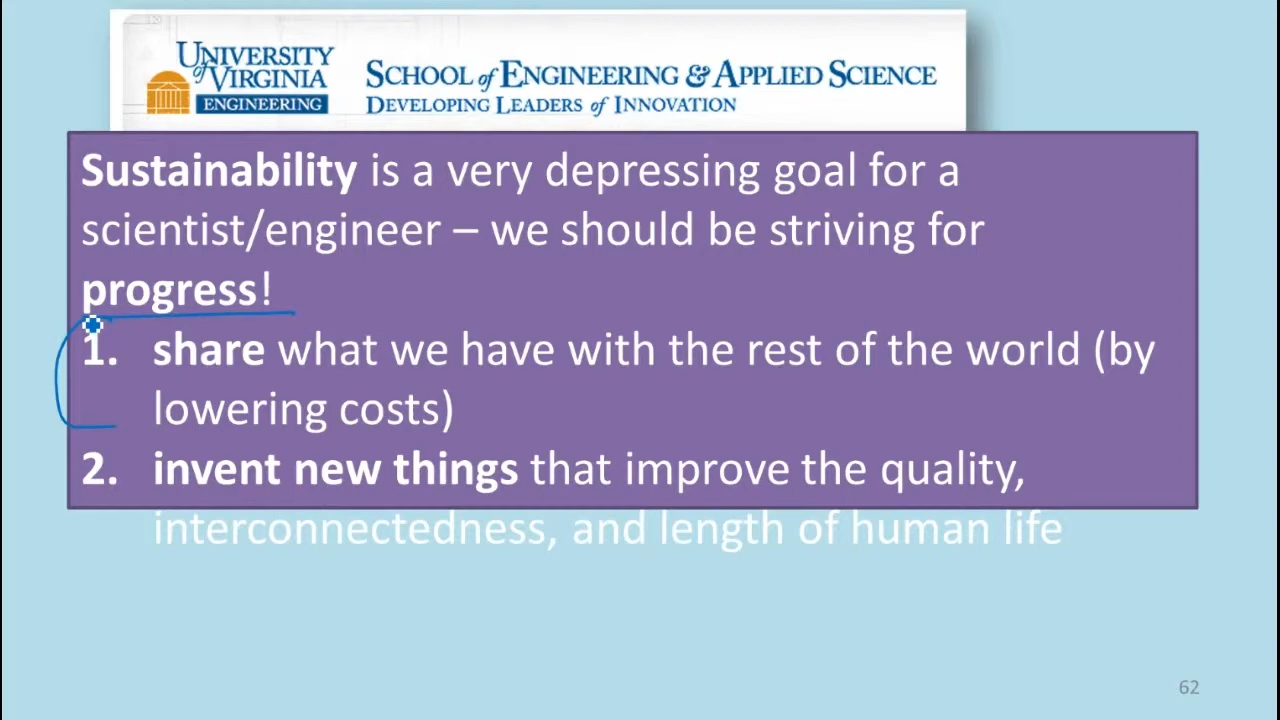 UNIVERSITY
of VIRGINIA
ENGINEERING
SCHOOL of ENGINEERING & APPLIED SCIENCE
DEVELOPING LEADERS of INNOVATION
Sustainability is a very depressing goal for a
scientist/engineer – we should be striving for
progress!
1. share what we have with the rest of the world (by
lowering costs)
2. invent new things that improve the quality,
interconnectedness, and length of human life
62